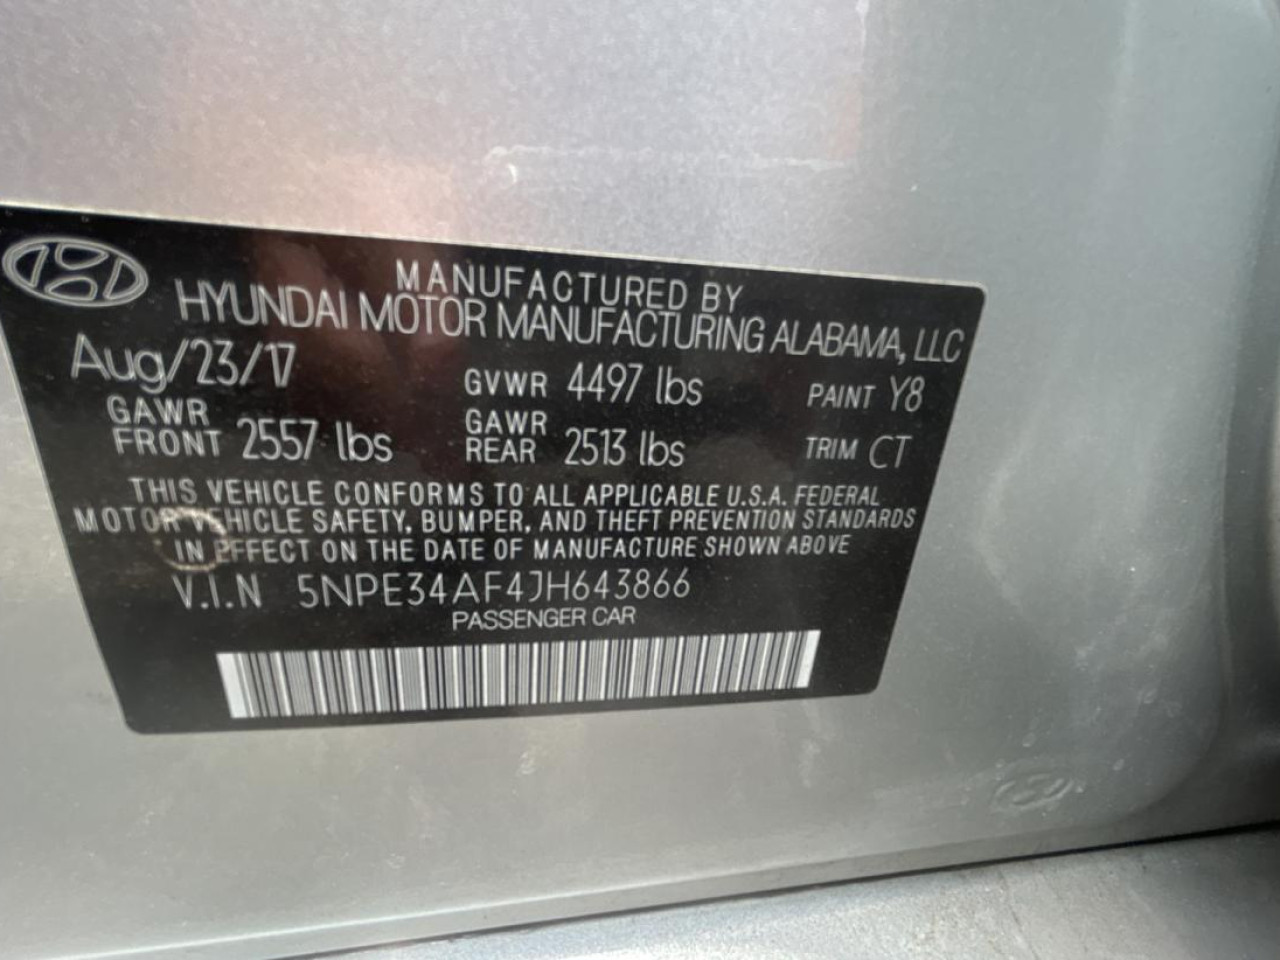 MANUFACTURED BY
HYUNDAI MOTOR MANUFACTURING ALABAMA, LLC
Aug/23/17 GVWR 4497 lbs PAINT Y8
GAWR FRONT 2557 lbs GAWR REAR 2513 lbs TRIM CT
THIS VEHICLE CONFORMS TO ALL APPLICABLE U.S.A. FEDERAL
MOTOR VEHICLE SAFETY, BUMPER, AND THEFT PREVENTION STANDARDS
IN EFFECT ON THE DATE OF MANUFACTURE SHOWN ABOVE
V.I.N 5NPE34AF4JH643866
PASSENGER CAR